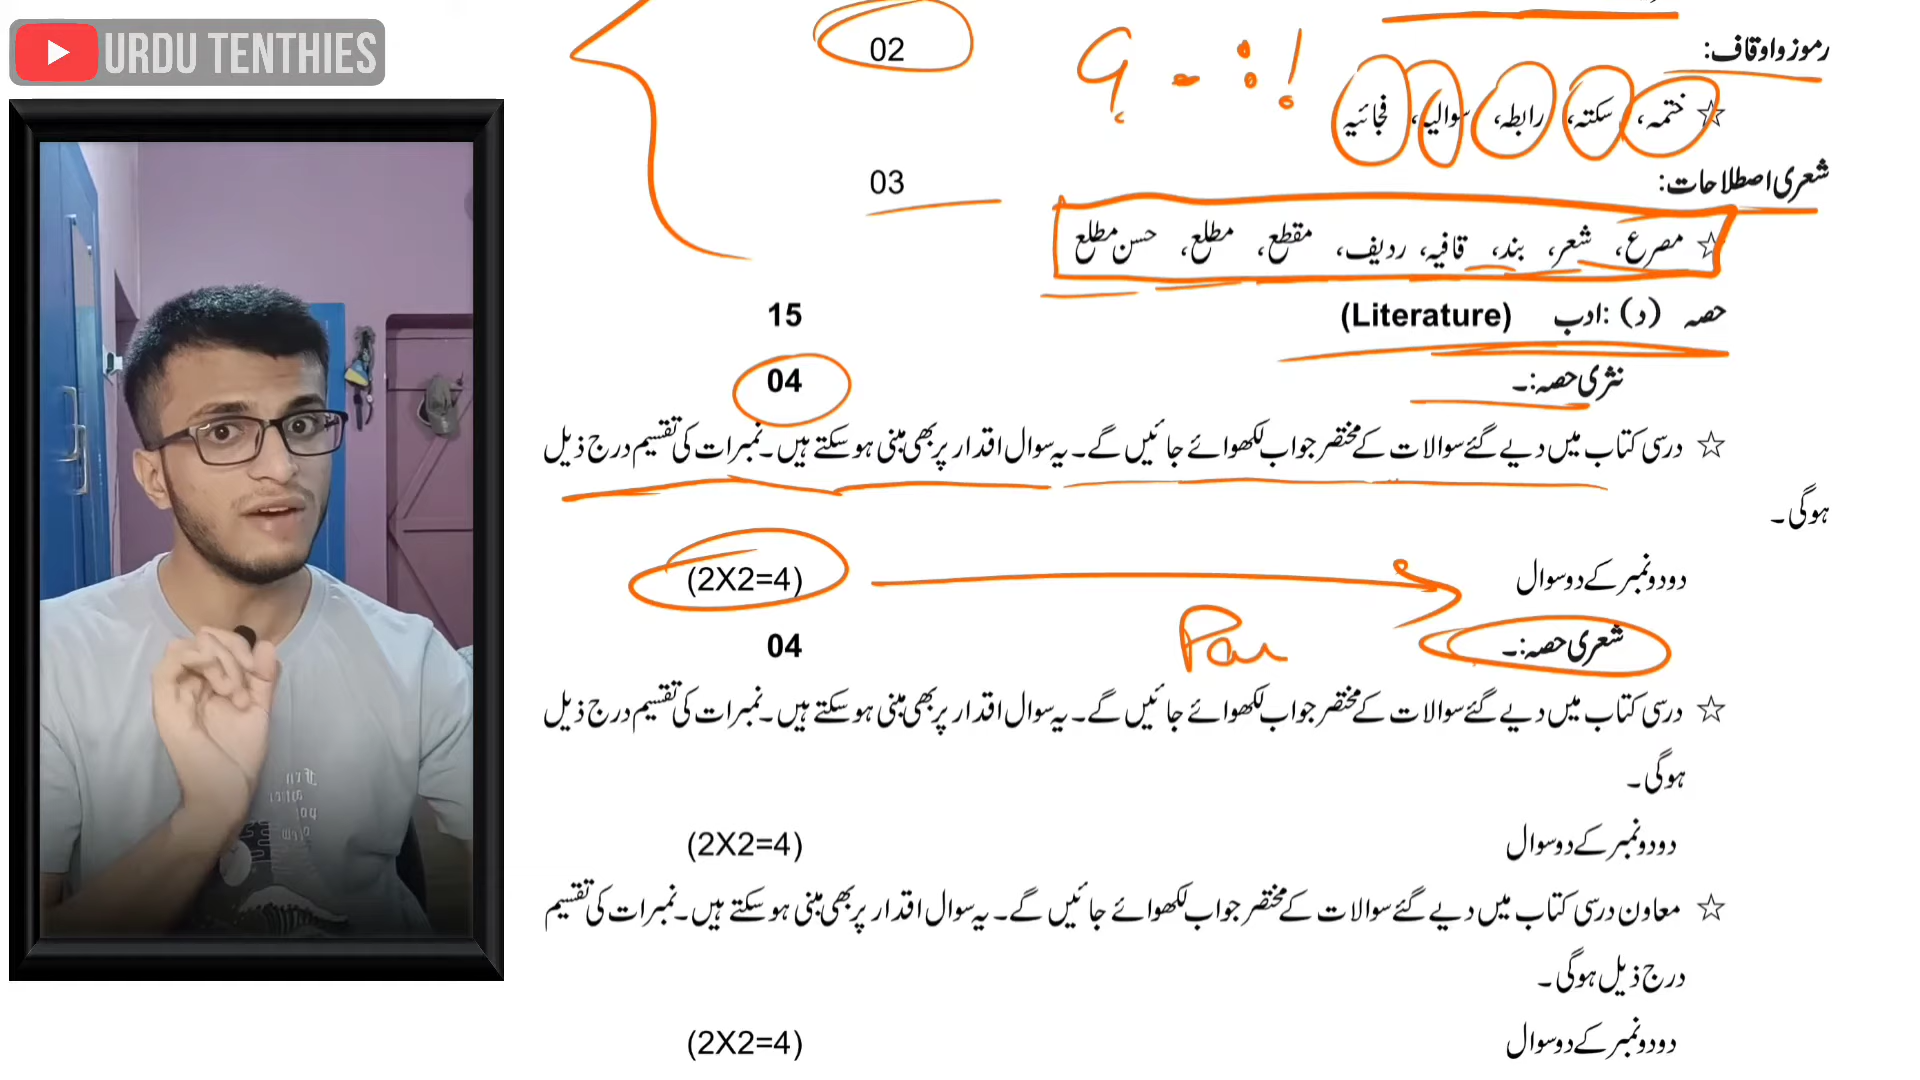 URDU TENTHIES
رموز و اوقاف: 02
☆ ختمہ، سکتہ، رابطہ، سوالیہ، فجائیہ
؟ - : !
شعری اصطلاحات: 03
☆ مصرع، شعر، بند، قافیہ، ردیف، مقطع، مطلع، حسن مطلع
حصہ (د): ادب (Literature) 15
نثری حصہ:۔ 04
☆ درسی کتاب میں دیے گئے سوالات کے مختصر جواب لکھوائے جائیں گے۔ یہ سوال اقدار پر بھی مبنی ہو سکتے ہیں۔ نمبرات کی تقسیم درج ذیل
ہوگی۔
دو دو نمبر کے دو سوال (2X2=4)
شعری حصہ:۔ 04
☆ درسی کتاب میں دیے گئے سوالات کے مختصر جواب لکھوائے جائیں گے۔ یہ سوال اقدار پر بھی مبنی ہو سکتے ہیں۔ نمبرات کی تقسیم درج ذیل
ہوگی۔
دو دو نمبر کے دو سوال (2X2=4)
☆ معاون درسی کتاب میں دیے گئے سوالات کے مختصر جواب لکھوائے جائیں گے۔ یہ سوال اقدار پر بھی مبنی ہو سکتے ہیں۔ نمبرات کی تقسیم
درج ذیل ہوگی۔
دو دو نمبر کے دو سوال (2X2=4)